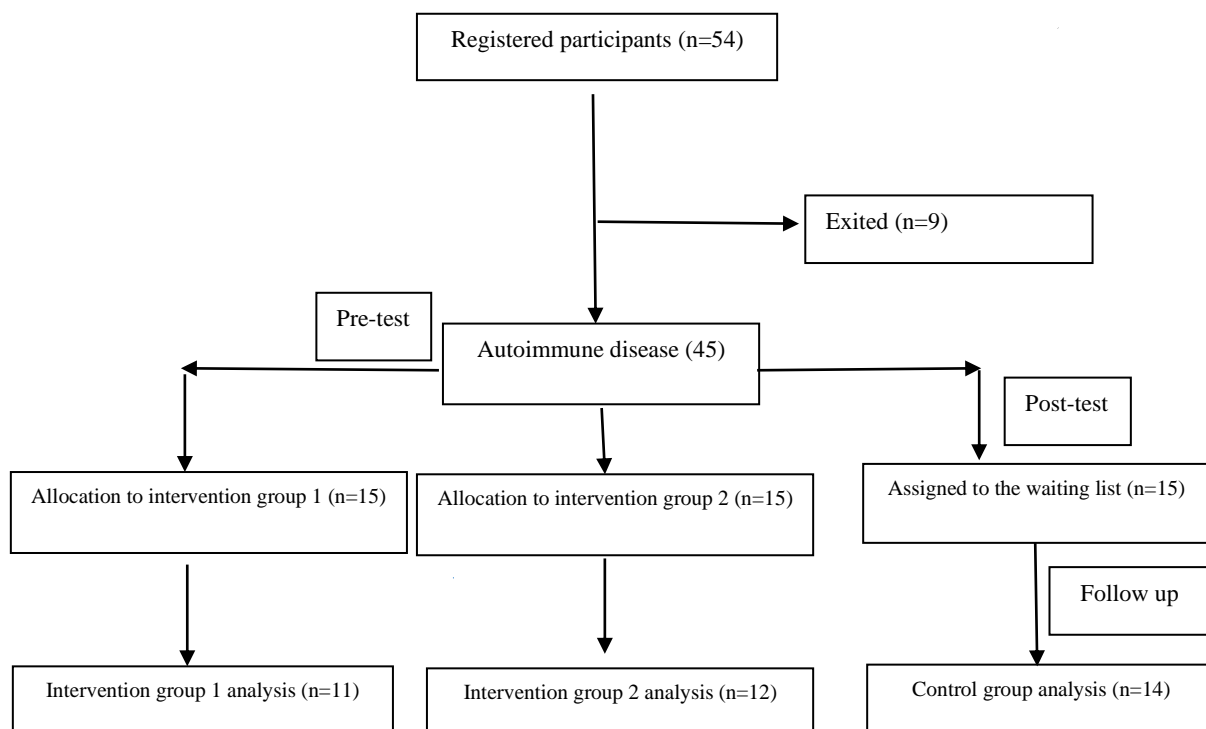 Registered participants (n=54)
Exited (n=9)
Pre-test
Autoimmune disease (45)
Post-test
Allocation to intervention group 1 (n=15)
Allocation to intervention group 2 (n=15)
Assigned to the waiting list (n=15)
Follow up
Intervention group 1 analysis (n=11)
Intervention group 2 analysis (n=12)
Control group analysis (n=14)